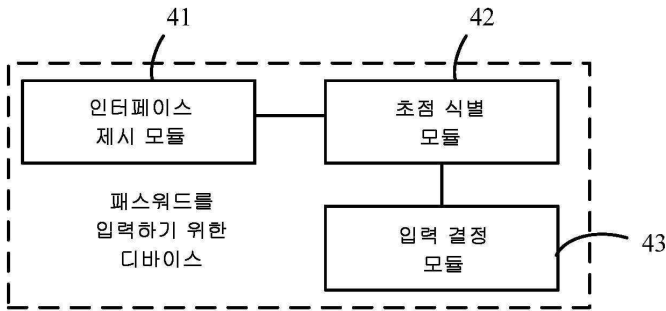 41
42
인터페이스
제시 모듈
초점 식별
모듈
패스워드를
입력하기 위한
디바이스
입력 결정
모듈
43